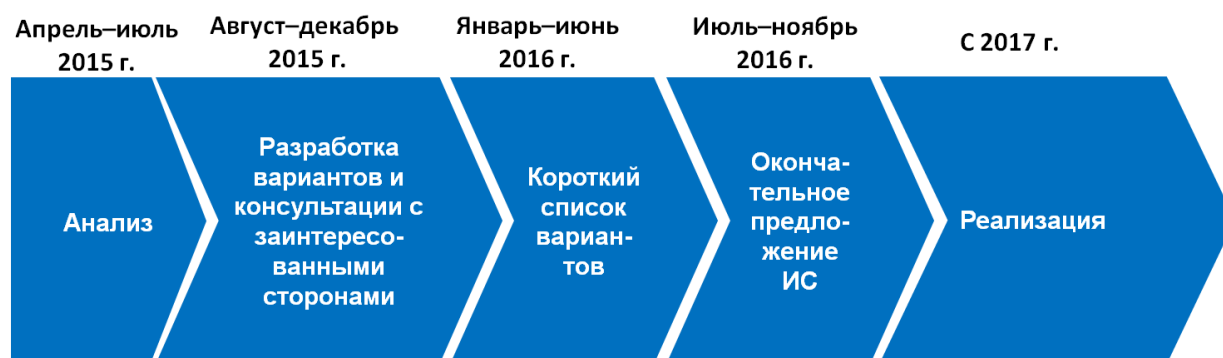 Апрель–июль
2015 г.
Август–декабрь
2015 г.
Январь–июнь
2016 г.
Июль–ноябрь
2016 г.
С 2017 г.
Анализ
Разработка
вариантов и
консультации с
заинтересо-
ванными
сторонами
Короткий
список
вариан-
тов
Оконча-
тельное
предло-
жение
ИС
Реализация